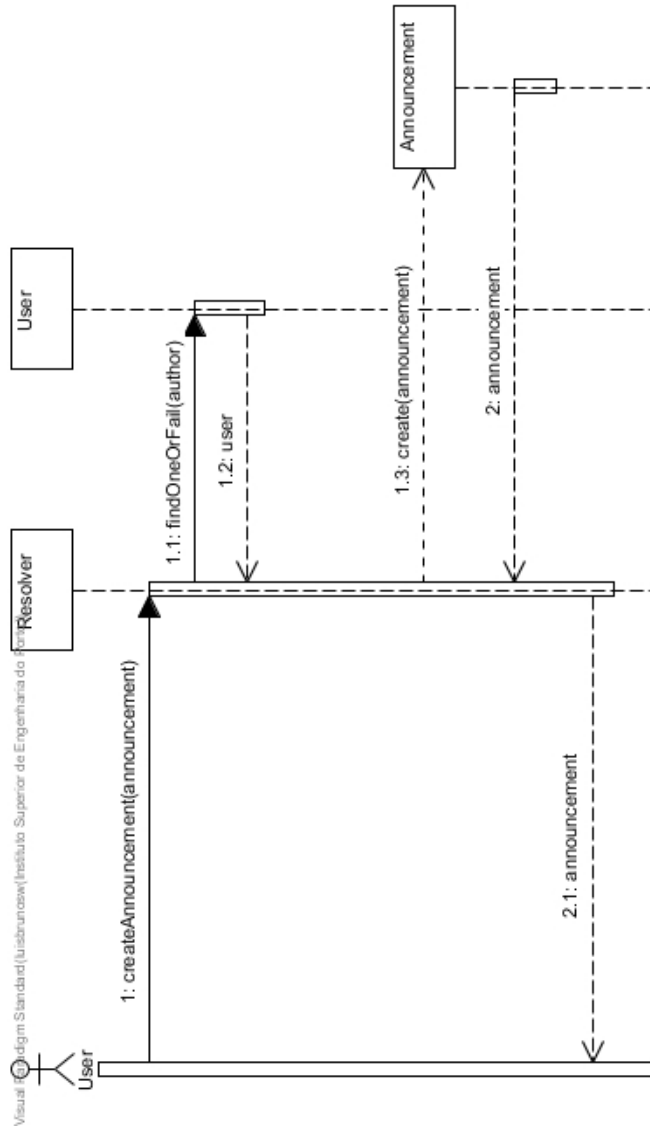 Visual Paradigm Standard(luisbrunosw(Instituto Superior de Engenharia do Porto))
User
Resolver
User
Announcement
1: createAnnouncement(announcement)
1.1: findOneOrFail(author)
1.2: user
1.3: create(announcement)
2: announcement
2.1: announcement